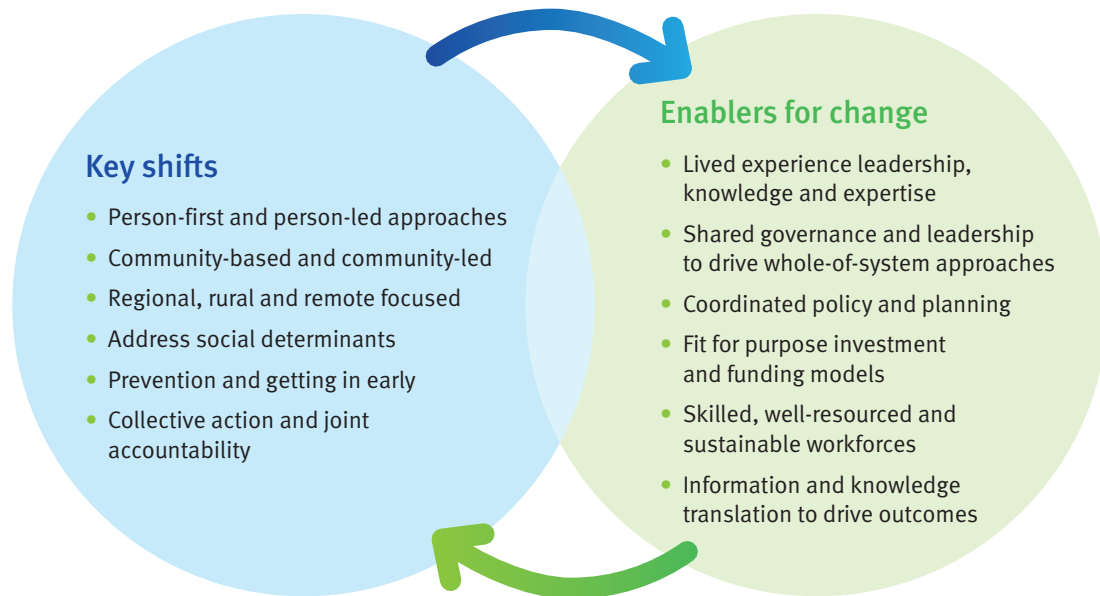 Key shifts
• Person-first and person-led approaches
• Community-based and community-led
• Regional, rural and remote focused
• Address social determinants
• Prevention and getting in early
• Collective action and joint
accountability
Enablers for change
• Lived experience leadership,
knowledge and expertise
• Shared governance and leadership
to drive whole-of-system approaches
• Coordinated policy and planning
• Fit for purpose investment
and funding models
• Skilled, well-resourced and
sustainable workforces
• Information and knowledge
translation to drive outcomes